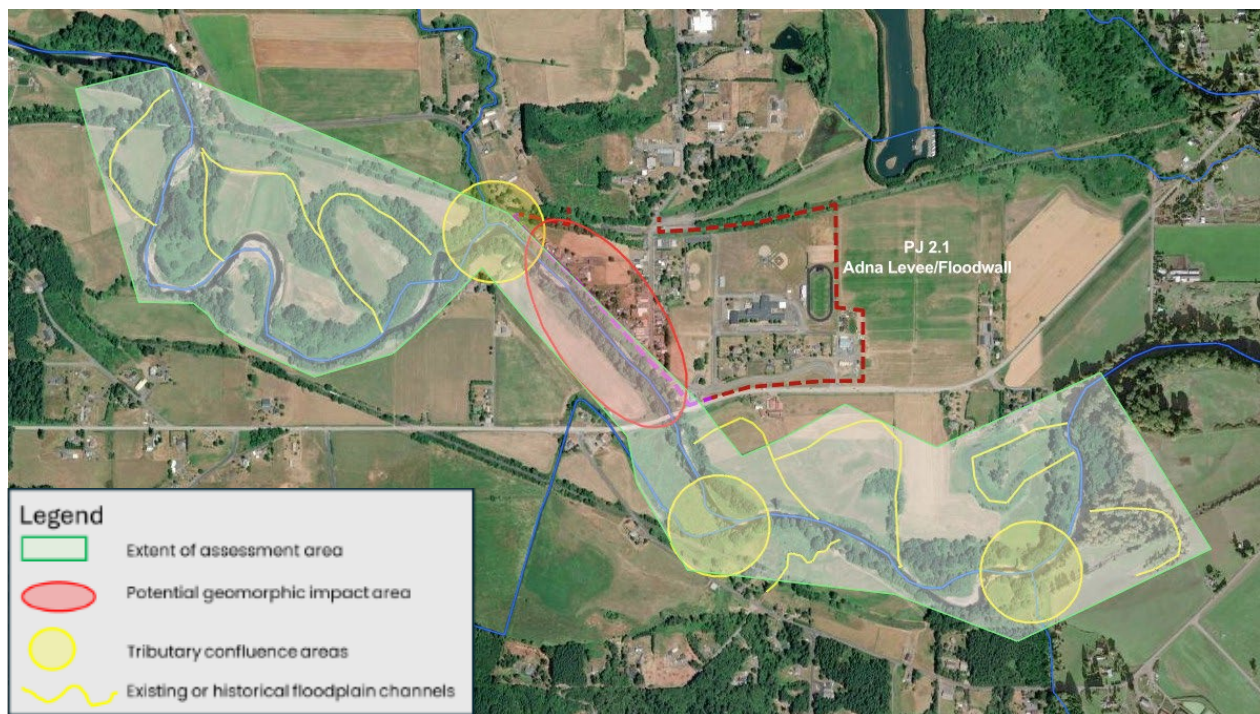 PJ 2.1
Adna Levee/Floodwall
Legend
Extent of assessment area
Potential geomorphic impact area
Tributary confluence areas
Existing or historical floodplain channels